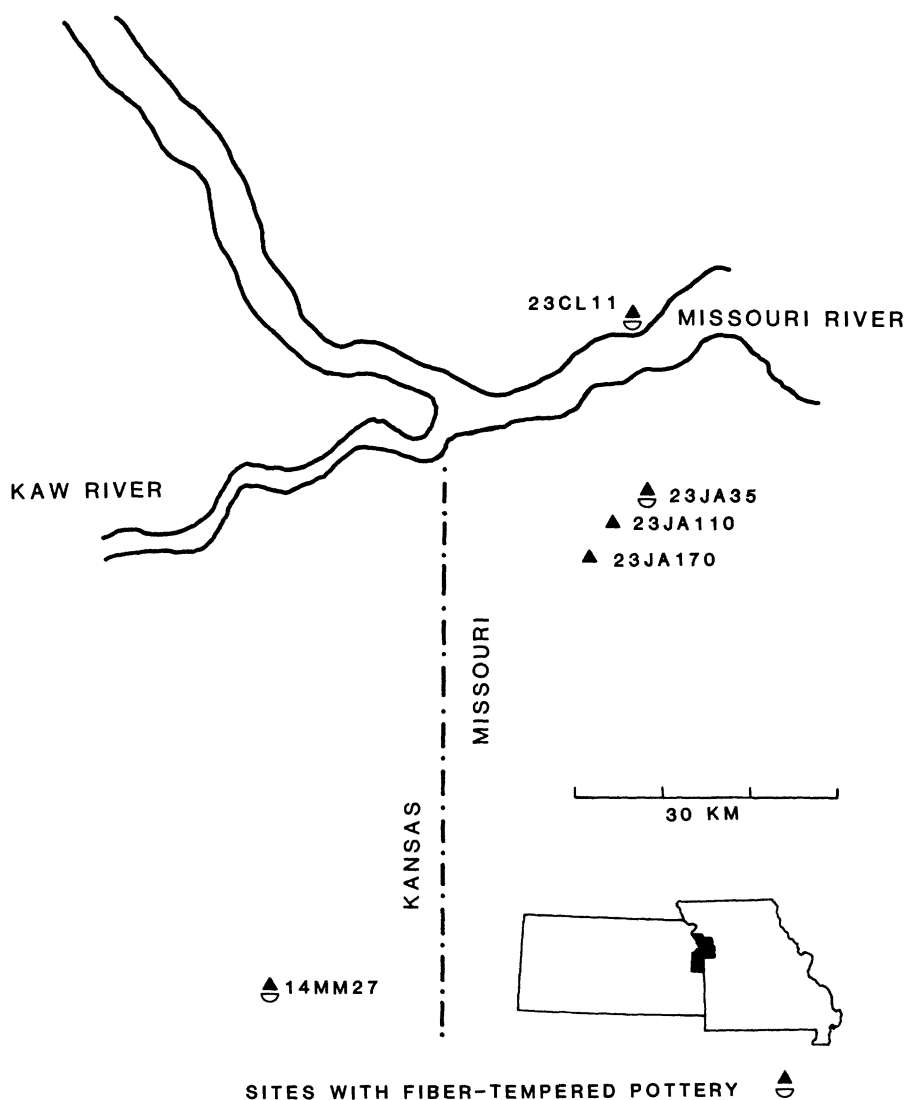 23CL11
MISSOURI RIVER
KAW RIVER
23JA35
23JA110
23JA170
MISSOURI
KANSAS
30 KM
14MM27
SITES WITH FIBER-TEMPERED POTTERY